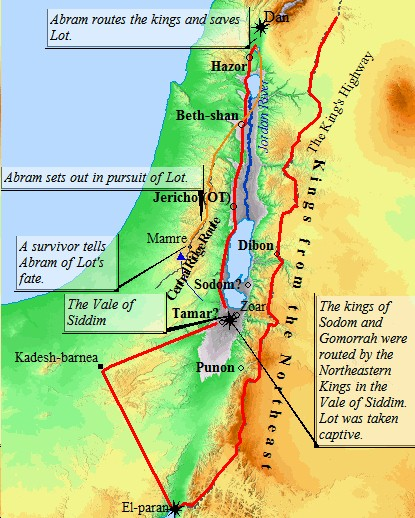 Abram routes the kings and saves
Lot.
Dan
Hazor
Jordan River
The King's Highway
Beth-shan
Abram sets out in pursuit of Lot.
Jericho (OT)
Kings from the Northeast
A survivor tells
Abram of Lot's
fate.
Mamre
Central Ridge Route
Dibon
Sodom?
The Vale of
Siddim
Tamar?
Zoar
The kings of
Sodom and
Gomorrah were
routed by the
Northeastern
Kings in the
Vale of Siddim.
Lot was taken
captive.
Kadesh-barnea
Punon
El-paran